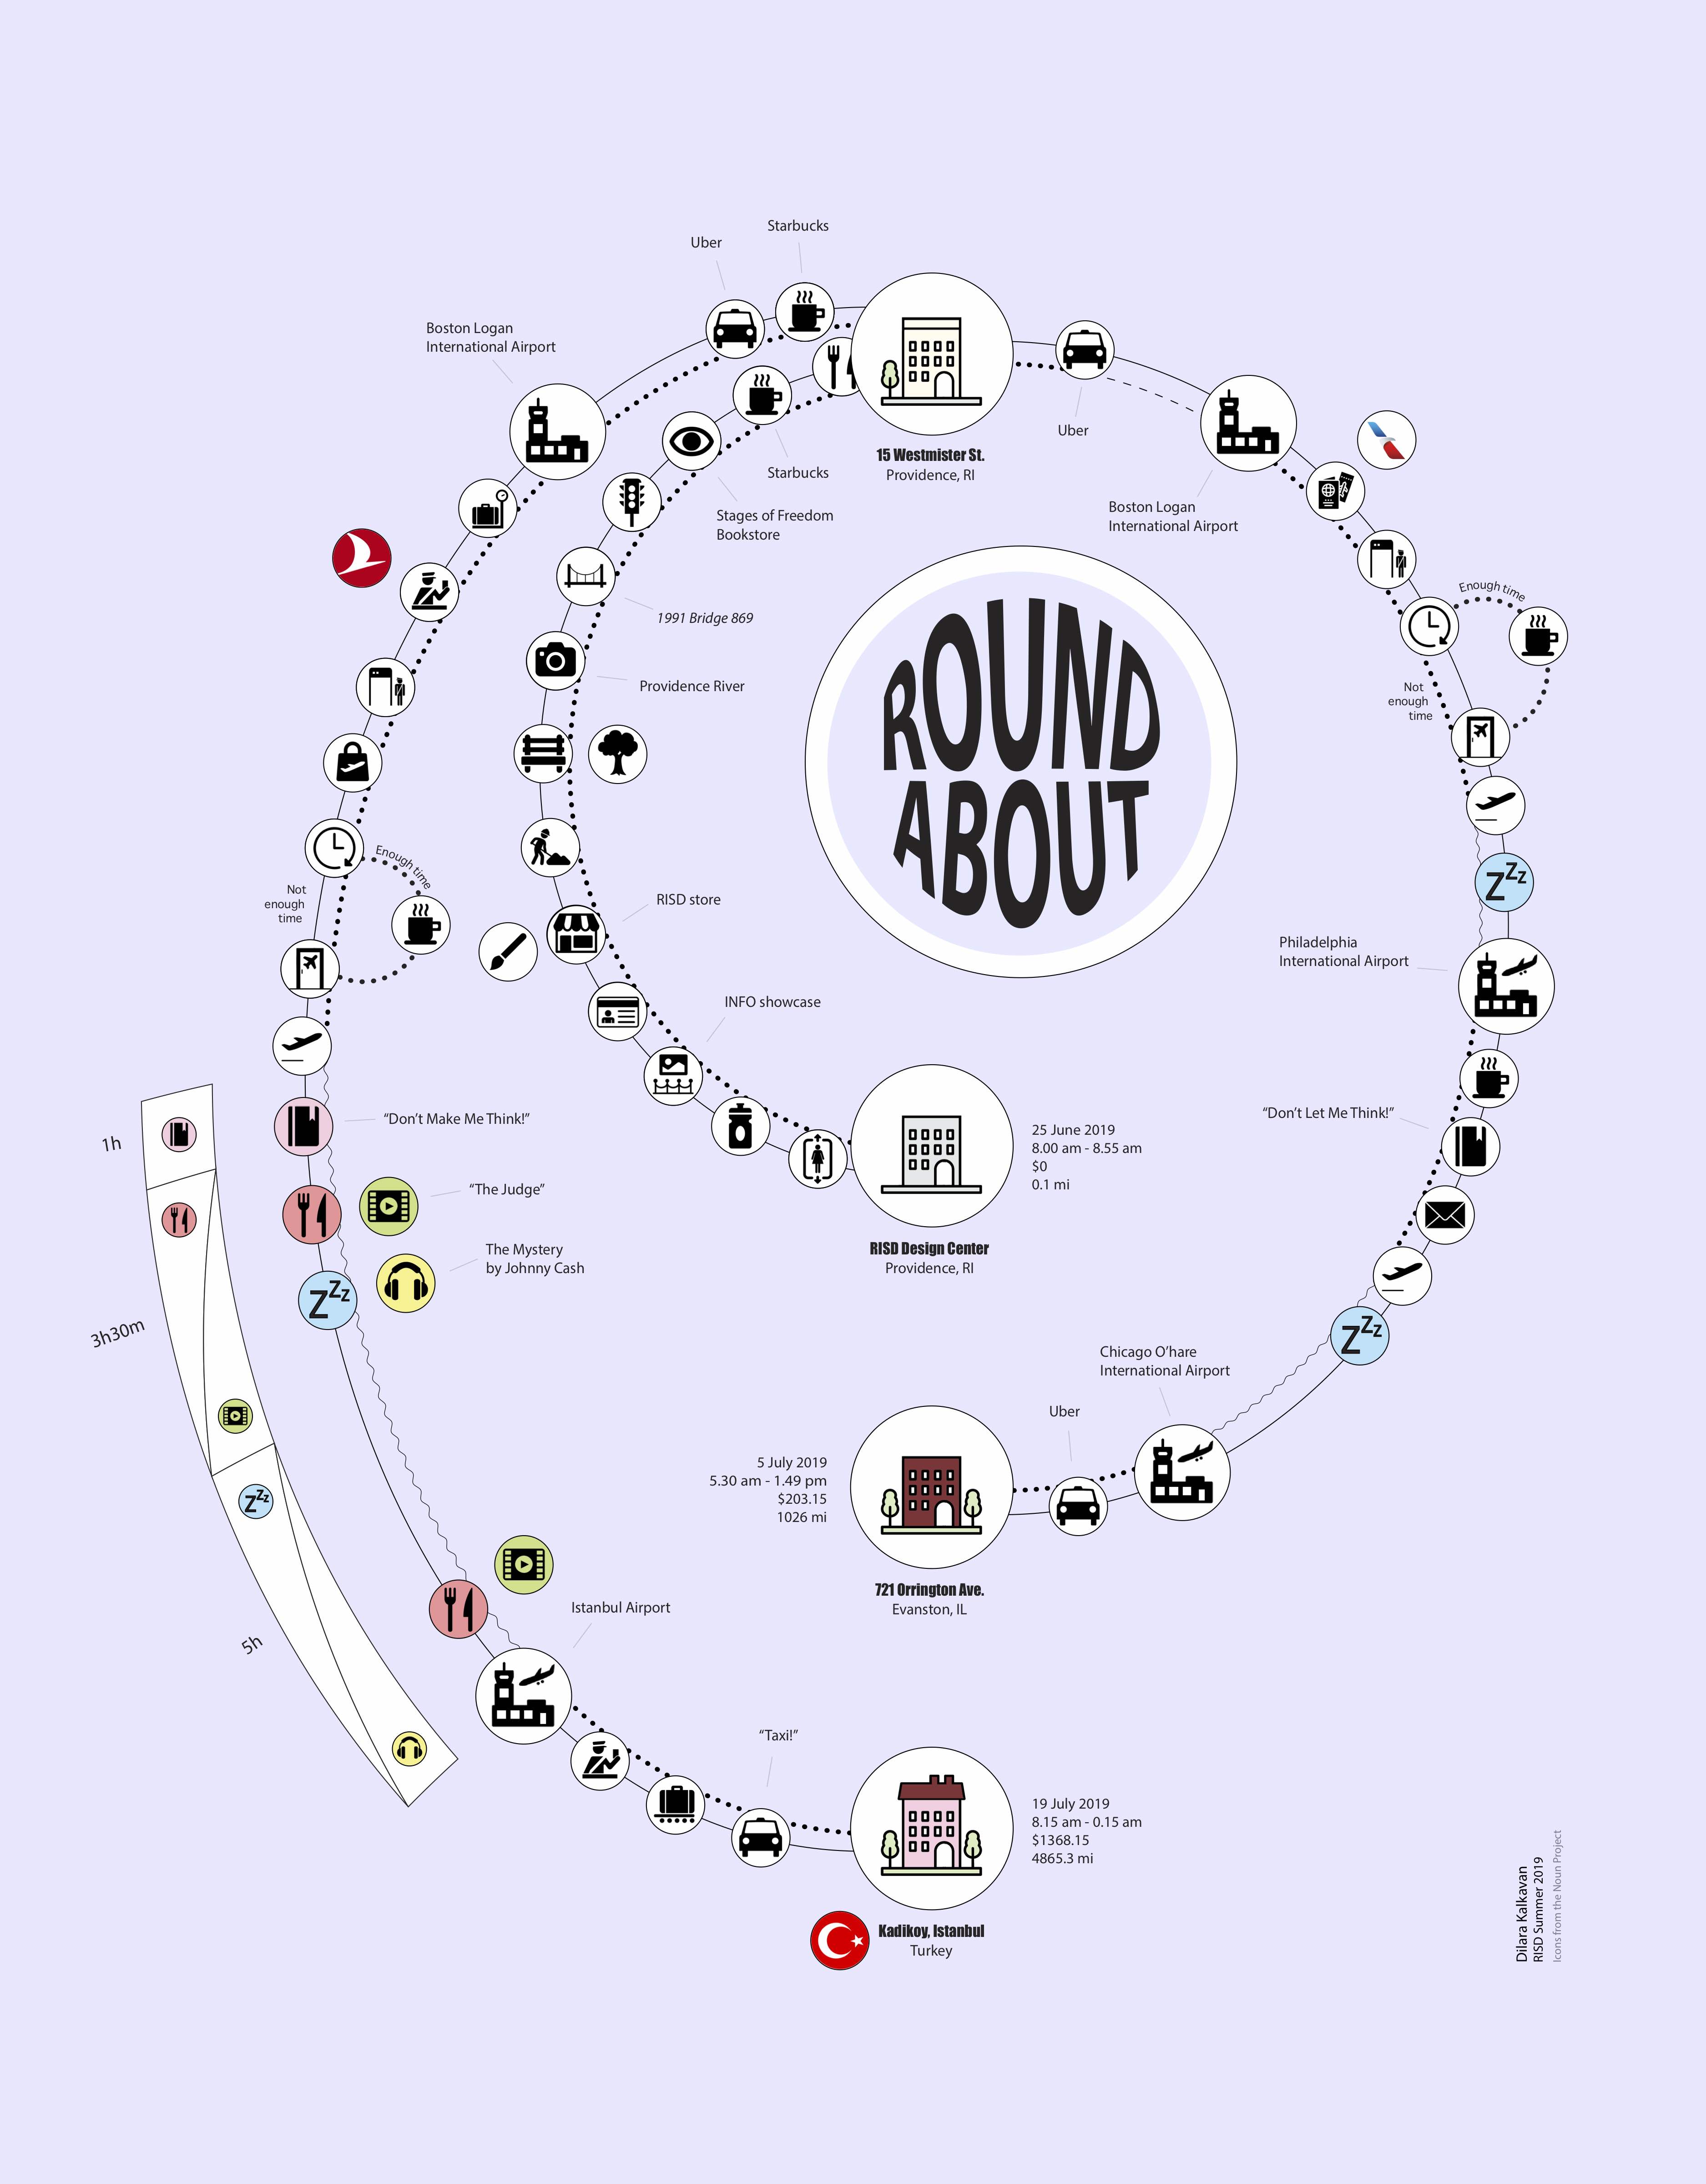 Starbucks
Uber
Boston Logan
International Airport
15 Westmister St.
Providence, RI
Uber
Boston Logan
International Airport
Starbucks
Stages of Freedom
Bookstore
1991 Bridge 869
Providence River
ROUND
ABOUT
Enough time
Not
enough
time
Enough time
Not
enough
time
RISD store
INFO showcase
Philadelphia
International Airport
ZZz
"Don't Let Me Think!"
25 June 2019
8.00 am - 8.55 am
$0
0.1 mi
RISD Design Center
Providence, RI
1h
"Don't Make Me Think!"
"The Judge"
The Mystery
by Johnny Cash
ZZz
3h30m
ZZz
Chicago O'hare
International Airport
Uber
5 July 2019
5.30 am - 1.49 pm
$203.15
1026 mi
721 Orrington Ave.
Evanston, IL
ZZz
5h
Istanbul Airport
"Taxi!"
19 July 2019
8.15 am - 0.15 am
$1368.15
4865.3 mi
Kadikoy, Istanbul
Turkey
Dilara Kalkavan
RISD Summer 2019
Icons from the Noun Project